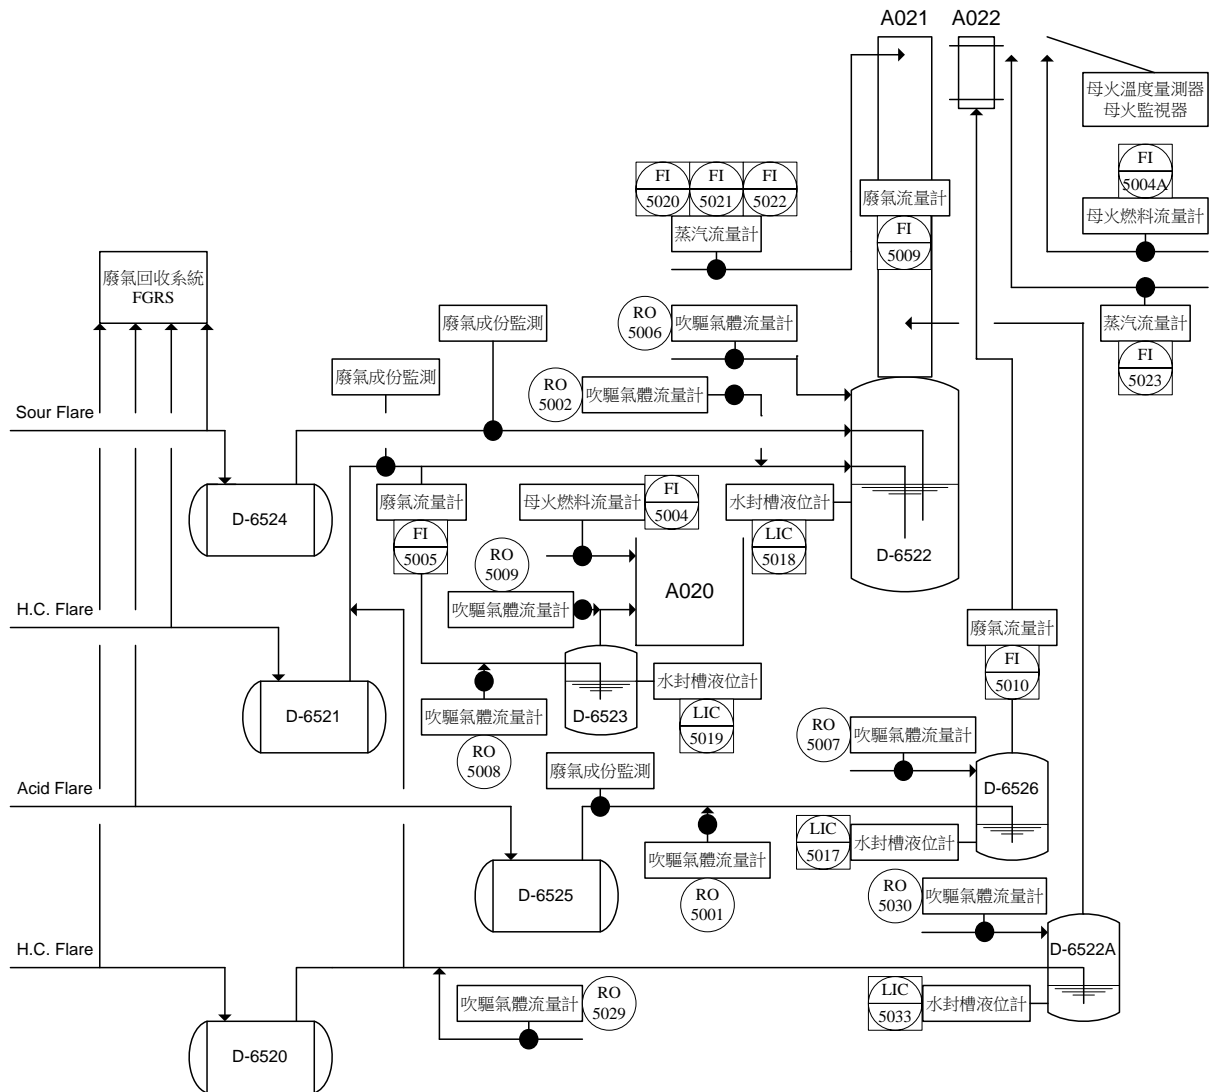 A021
A022
母火溫度量測器
母火監視器
FI
5004A
母火燃料流量計
FI
5020
FI
5021
FI
5022
蒸汽流量計
廢氣流量計
FI
5009
廢氣回收系統
FGRS
蒸汽流量計
FI
5023
廢氣成份監測
RO
5006
吹驅氣體流量計
廢氣成份監測
RO
5002
吹驅氣體流量計
Sour Flare
D-6524
廢氣流量計
FI
5005
母火燃料流量計
FI
5004
水封槽液位計
LIC
5018
D-6522
RO
5009
吹驅氣體流量計
A020
H.C. Flare
廢氣流量計
FI
5010
D-6521
吹驅氣體流量計
RO
5008
D-6523
水封槽液位計
LIC
5019
RO
5007
吹驅氣體流量計
廢氣成份監測
D-6526
Acid Flare
D-6525
吹驅氣體流量計
RO
5001
LIC
5017
水封槽液位計
RO
5030
吹驅氣體流量計
H.C. Flare
D-6522A
D-6520
吹驅氣體流量計
RO
5029
LIC
5033
水封槽液位計